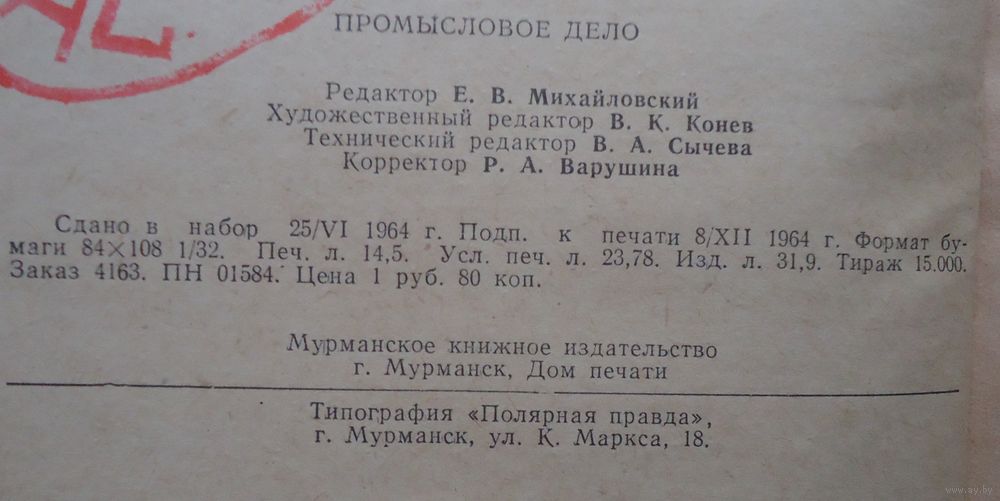 ПРОМЫСЛОВОЕ ДЕЛО
Редактор Е. В. Михайловский
Художественный редактор В. К. Конев
Технический редактор В. А. Сычева
Корректор Р. А. Варушина
Сдано в набор 25/VI 1964 г. Подп. к печати 8/XII 1964 г. Формат бу-
маги 84×108 1/32. Печ. л. 14,5. Усл. печ. л. 23,78. Изд. л. 31,9. Тираж 15.000.
Заказ 4163. ПН 01584. Цена 1 руб. 80 коп.
Мурманское книжное издательство
г. Мурманск, Дом печати
Типография «Полярная правда»,
г. Мурманск, ул. К. Маркса, 18.
www.ay.by